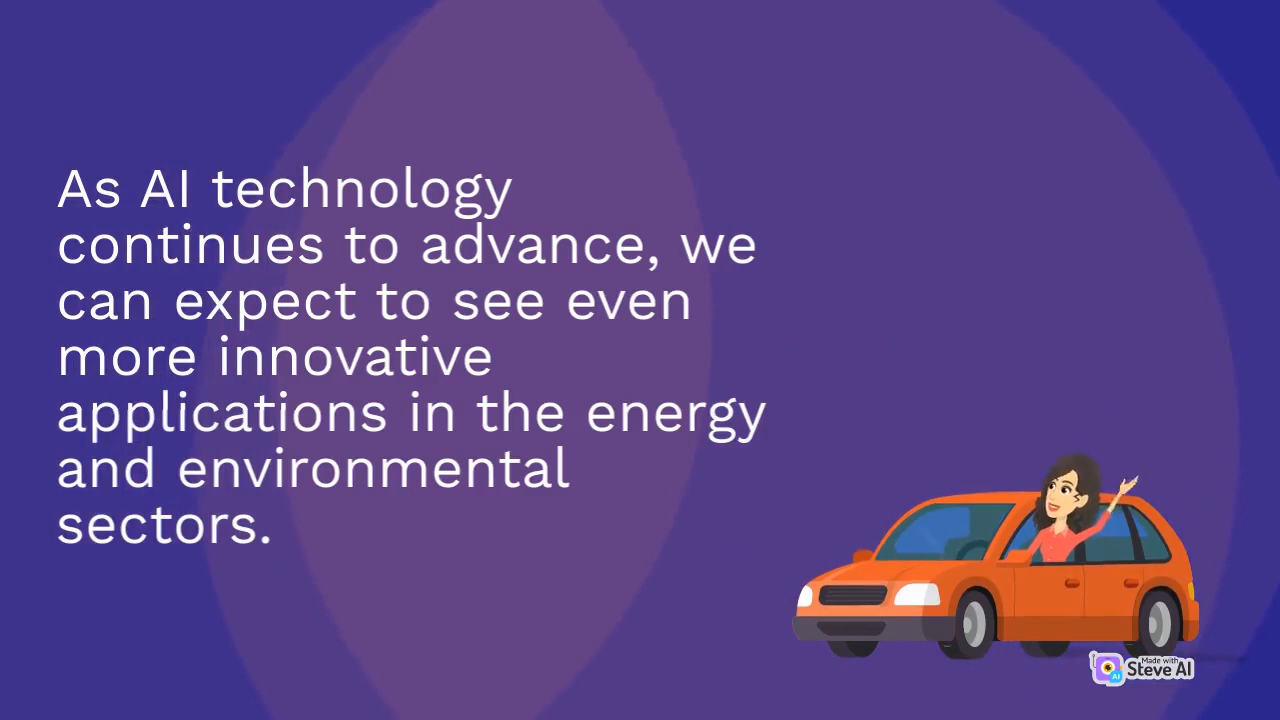 As AI technology
continues to advance, we
can expect to see even
more innovative
applications in the energy
and environmental
sectors.
Made with
Steve AI
AI